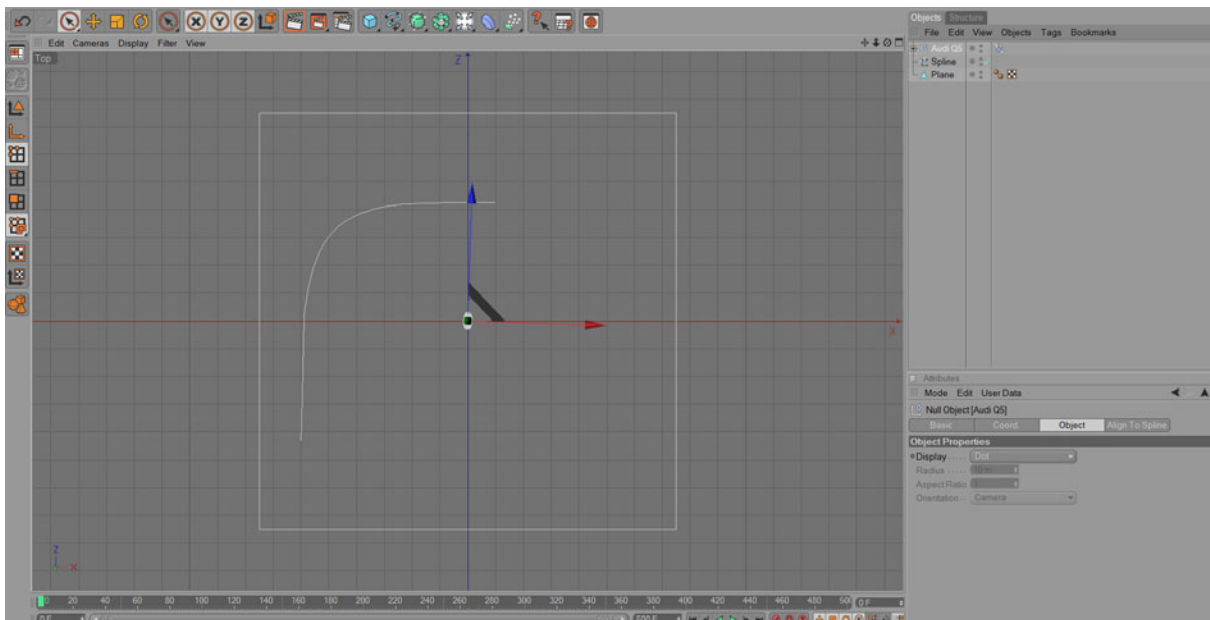 Objects Structure
File Edit View Objects Tags Bookmarks
Edit Cameras Display Filter View
Top
Audi Q5
Spline
Plane
Z
X
Attributes
Mode Edit User Data
Null Object [Audi Q5]
Basic Coord. Object Align To Spline
Object Properties
Display Dot
Radius
Aspect Ratio 1
Orientation Camera
Z
X
0 20 40 60 80 100 120 140 160 180 200 220 240 260 280 300 320 340 360 380 400 420 440 460 480 0 F
0 F 500 F